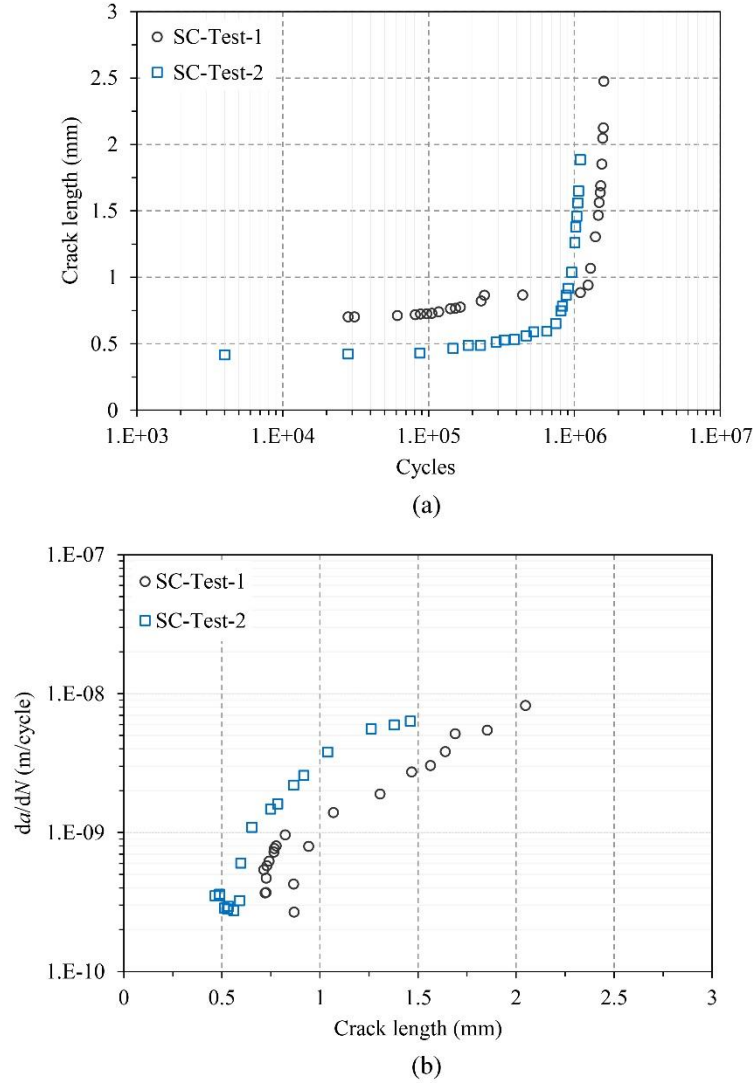 3
2.5
2
1.5
1
0.5
0
Crack length (mm)
SC-Test-1
SC-Test-2
1.E+03 1.E+04 1.E+05 1.E+06 1.E+07
Cycles
(a)
1.E-07
1.E-08
1.E-09
1.E-10
da/dN (m/cycle)
SC-Test-1
SC-Test-2
0 0.5 1 1.5 2 2.5 3
Crack length (mm)
(b)